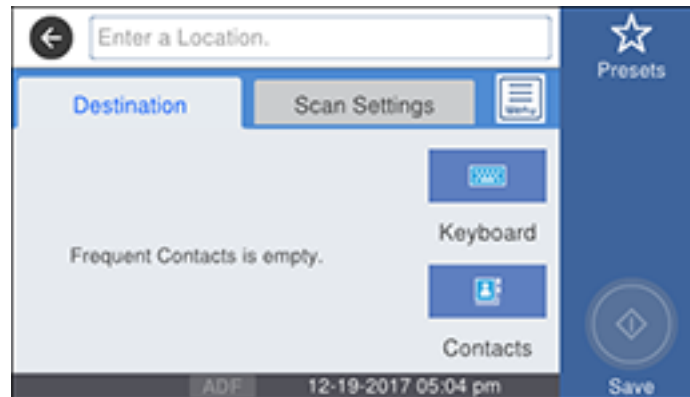 Enter a Location.
Presets
Destination
Scan Settings
Menu
Keyboard
Frequent Contacts is empty.
Contacts
ADF
12-19-2017 05:04 pm
Save